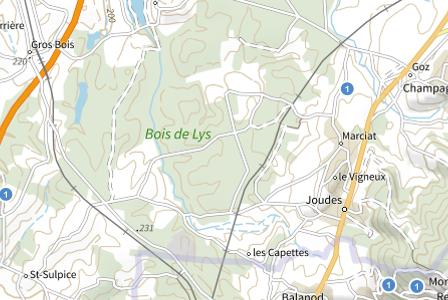 rrière
200
Gros Bois
220
Goz
Champag
1
Bois de Lys
Marciat
le Vigneux
1
Joudes
231
les Capettes
St-Sulpice
1
1
Balanod